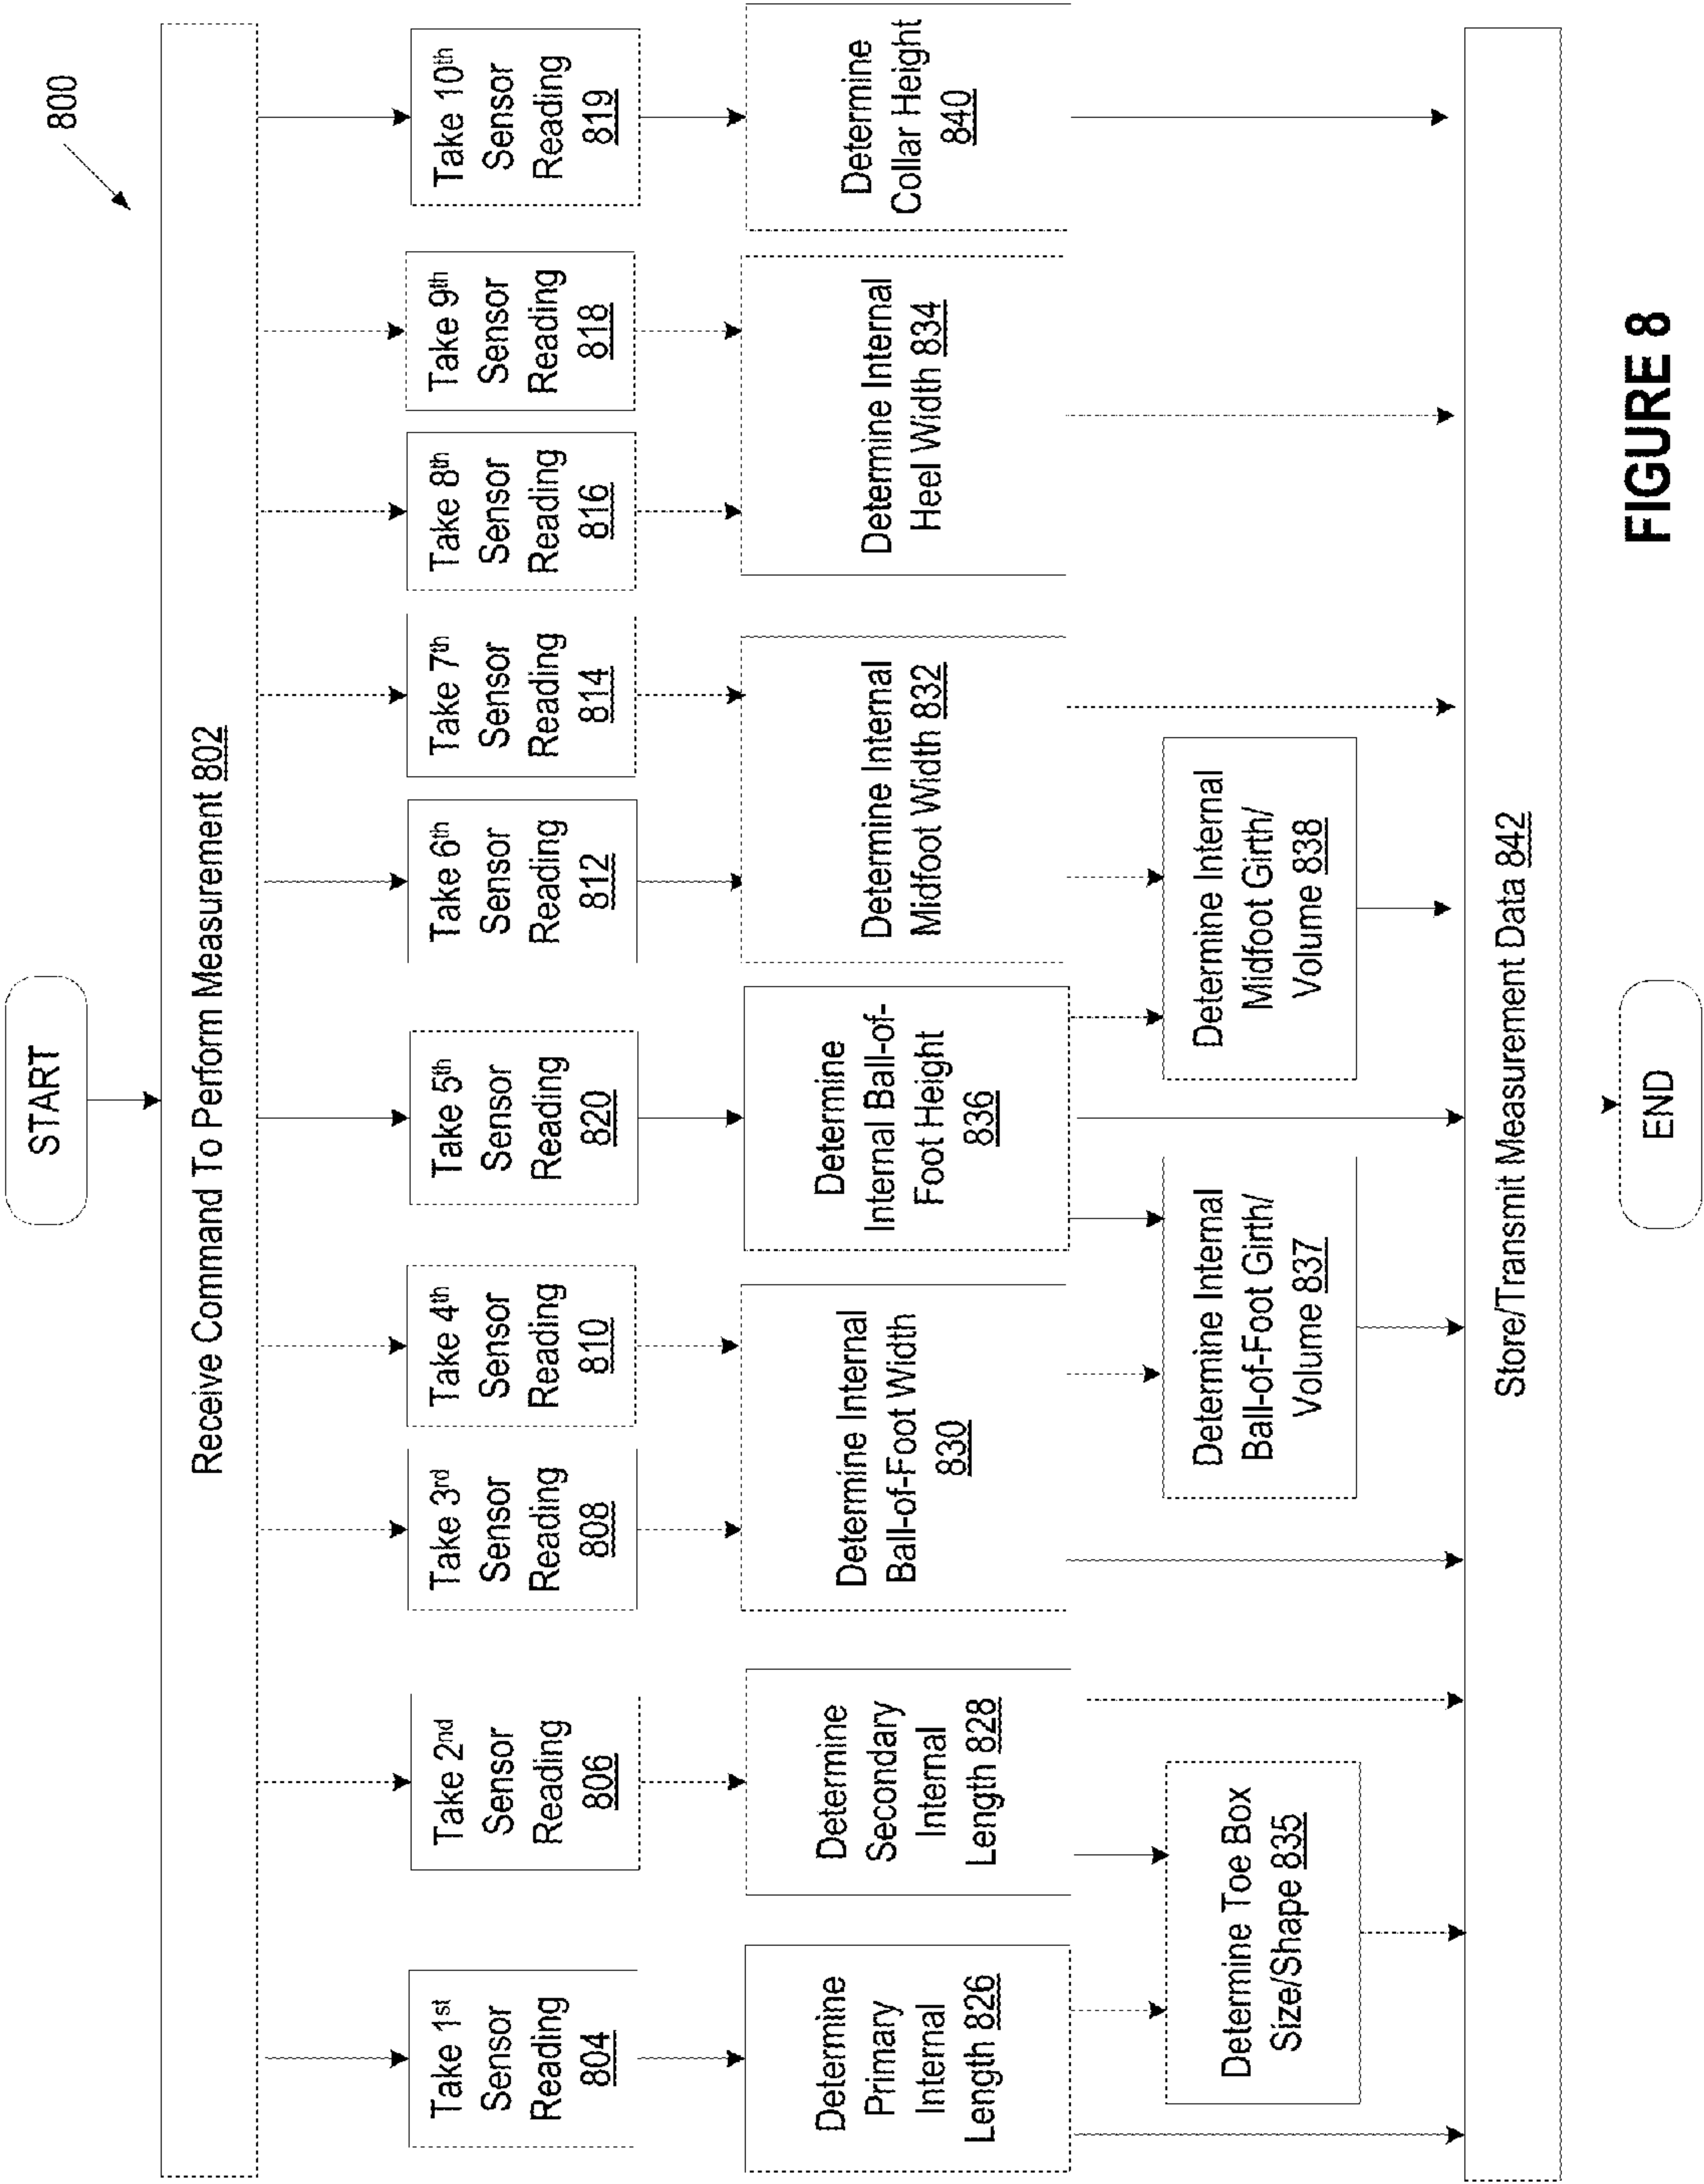 800
START
Receive Command To Perform Measurement 802
Take 1st
Sensor
Reading
804
Take 2nd
Sensor
Reading
806
Take 3rd
Sensor
Reading
808
Take 4th
Sensor
Reading
810
Take 5th
Sensor
Reading
820
Take 6th
Sensor
Reading
812
Take 7th
Sensor
Reading
814
Take 8th
Sensor
Reading
816
Take 9th
Sensor
Reading
818
Take 10th
Sensor
Reading
819
Determine
Primary
Internal
Length 826
Determine
Secondary
Internal
Length 828
Determine Internal
Ball-of-Foot Width
830
Determine
Internal Ball-of-
Foot Height
836
Determine Internal
Midfoot Width 832
Determine Internal
Heel Width 834
Determine
Collar Height
840
Determine Toe Box
Size/Shape 835
Determine Internal
Ball-of-Foot Girth/
Volume 837
Determine Internal
Midfoot Girth/
Volume 838
Store/Transmit Measurement Data 842
END
FIGURE 8